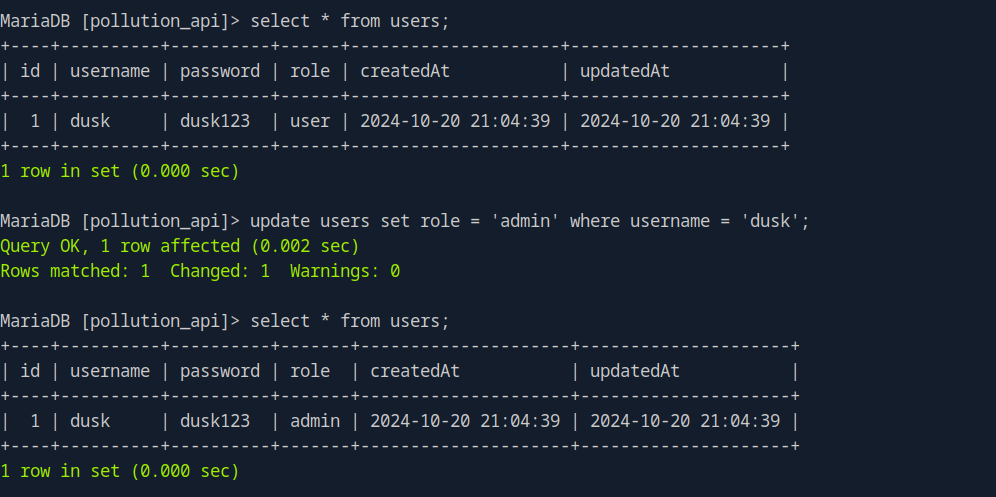 MariaDB [pollution_api]> select * from users;
+----+----------+----------+------+---------------------+---------------------+
| id | username | password | role | createdAt           | updatedAt           |
+----+----------+----------+------+---------------------+---------------------+
|  1 | dusk     | dusk123  | user | 2024-10-20 21:04:39 | 2024-10-20 21:04:39 |
+----+----------+----------+------+---------------------+---------------------+
1 row in set (0.000 sec)

MariaDB [pollution_api]> update users set role = 'admin' where username = 'dusk';
Query OK, 1 row affected (0.002 sec)
Rows matched: 1  Changed: 1  Warnings: 0

MariaDB [pollution_api]> select * from users;
+----+----------+----------+-------+---------------------+---------------------+
| id | username | password | role  | createdAt           | updatedAt           |
+----+----------+----------+-------+---------------------+---------------------+
|  1 | dusk     | dusk123  | admin | 2024-10-20 21:04:39 | 2024-10-20 21:04:39 |
+----+----------+----------+-------+---------------------+---------------------+
1 row in set (0.000 sec)